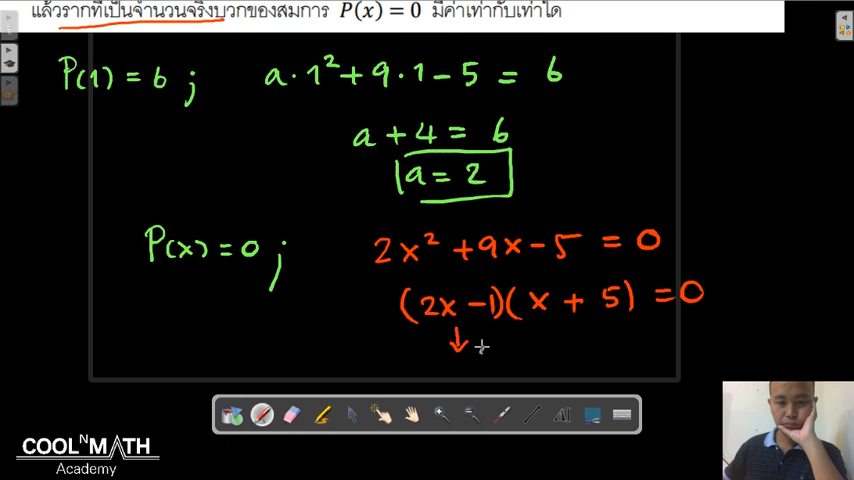 แล้วรากที่เป็นจำนวนจริงบวกของสมการ P(x) = 0 มีค่าเท่ากับเท่าใด
P(1) = 6 ; a·1² + 9·1 − 5 = 6
a + 4 = 6
a = 2
P(x) = 0 ; 2x² + 9x − 5 = 0
(2x − 1)(x + 5) = 0
↓
COOL N MATH
Academy